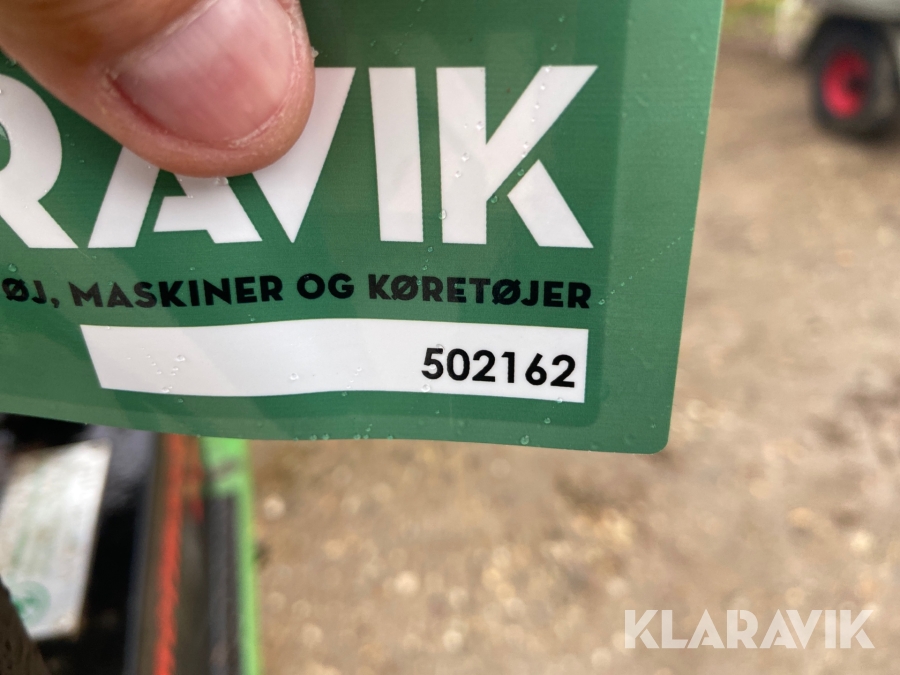 RAVIK
ØJ, MASKINER OG KØRETØJER
502162
KLARAVIK